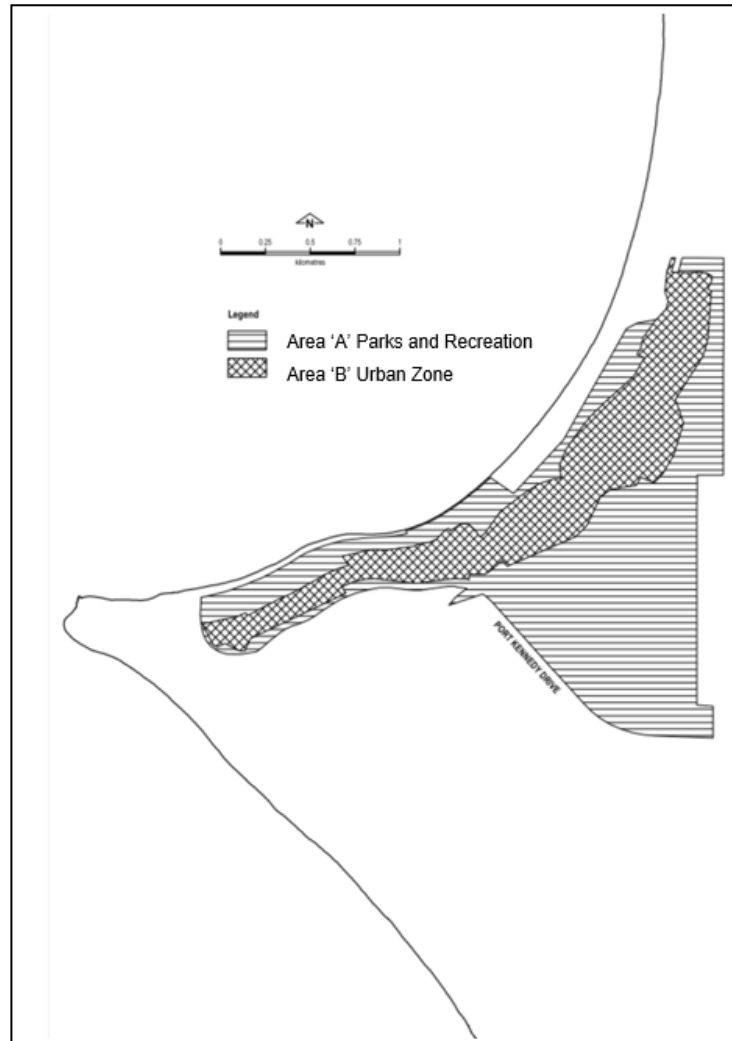 N
0 0.25 0.5 0.75 1
kilometres
Legend
Area 'A' Parks and Recreation
Area 'B' Urban Zone
PORT KENNEDY DRIVE